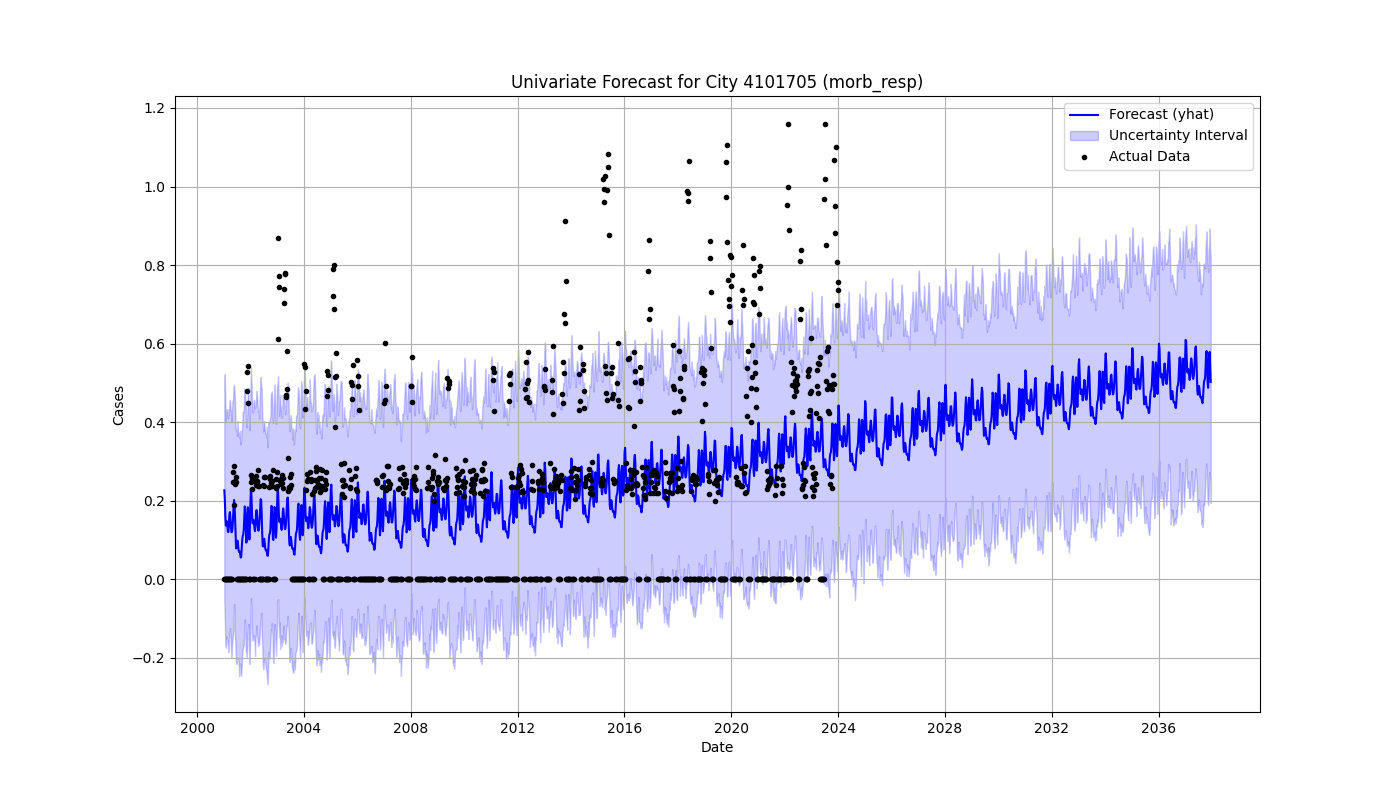 Univariate Forecast for City 4101705 (morb_resp)
Forecast (yhat)
Uncertainty Interval
Actual Data
Cases
1.2
1.0
0.8
0.6
0.4
0.2
0.0
−0.2
2000 2004 2008 2012 2016 2020 2024 2028 2032 2036
Date